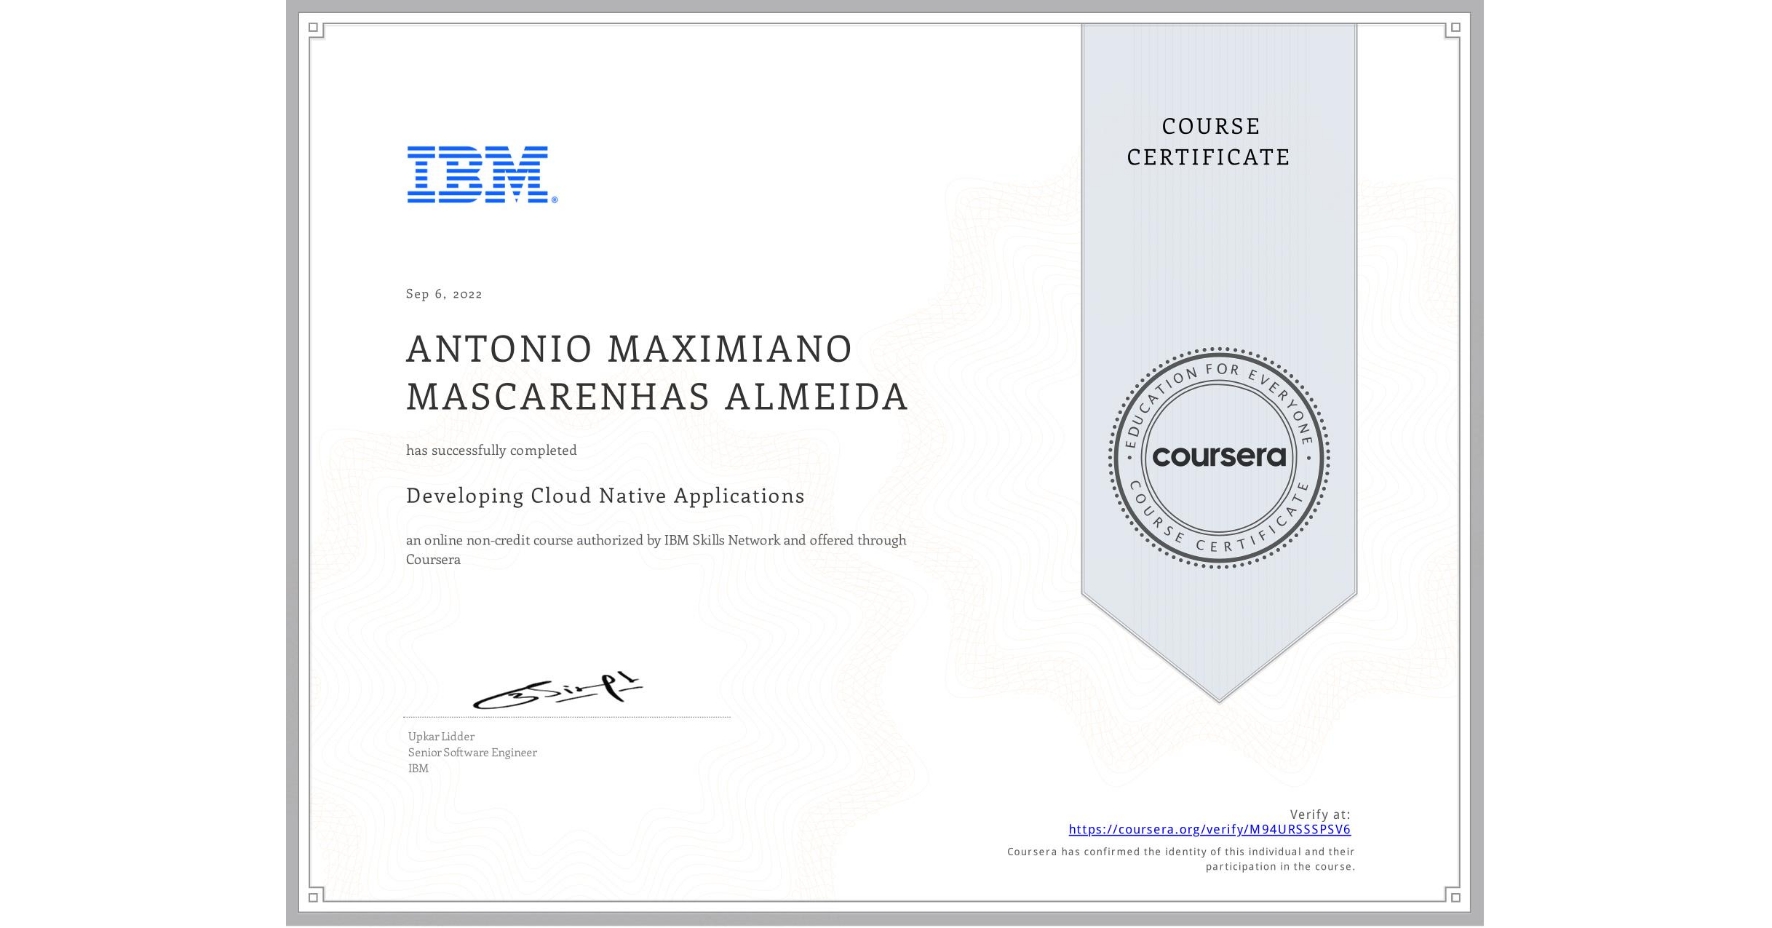 IBM®
COURSE
CERTIFICATE
Sep 6, 2022
ANTONIO MAXIMIANO
MASCARENHAS ALMEIDA
has successfully completed
Developing Cloud Native Applications
an online non-credit course authorized by IBM Skills Network and offered through
Coursera
EDUCATION FOR EVERYONE
coursera
COURSE CERTIFICATE
Upkar Lidder
Senior Software Engineer
IBM
Verify at:
https://coursera.org/verify/M94URSSSPSV6
Coursera has confirmed the identity of this individual and their
participation in the course.